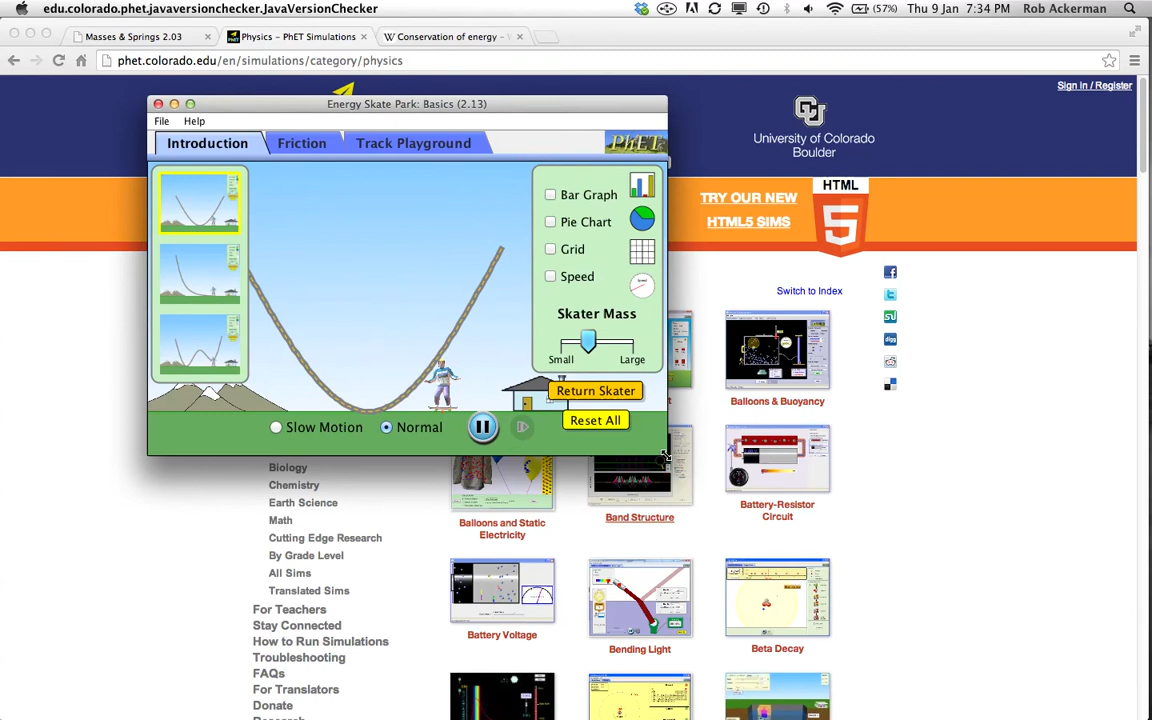 edu.colorado.phet.javaversionchecker.JavaVersionChecker
(57%) Thu 9 Jan 7:34 PM Rob Ackerman
Masses & Springs 2.03
Physics – PhET Simulations
Conservation of energy –
phet.colorado.edu/en/simulations/category/physics
Sign in / Register
University of Colorado
Boulder
TRY OUR NEW
HTML5 SIMS
HTML
5
Energy Skate Park: Basics (2.13)
File Help
Introduction Friction Track Playground
PhET
Bar Graph
Pie Chart
Grid
Speed
Skater Mass
Small Large
Return Skater
Reset All
Slow Motion Normal
Switch to Index
Biology
Chemistry
Earth Science
Math
Cutting Edge Research
By Grade Level
All Sims
Translated Sims
For Teachers
Stay Connected
How to Run Simulations
Troubleshooting
FAQs
For Translators
Donate
Research
Balloons & Buoyancy
Balloons and Static
Electricity
Band Structure
Battery-Resistor
Circuit
Battery Voltage
Bending Light
Beta Decay